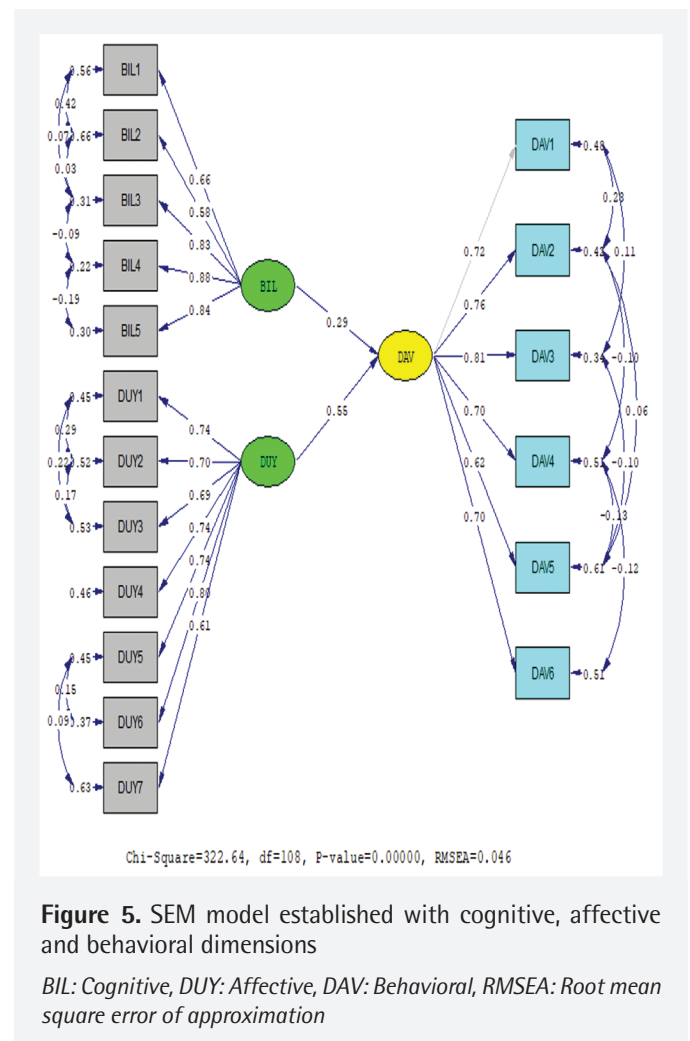 0.56 BIL1
0.42
0.07 0.66 BIL2
0.03
0.31 BIL3
-0.09
0.22 BIL4
-0.19
0.30 BIL5
0.66
0.58
0.83
0.88
0.84
BIL
0.29
0.45 DUY1
0.29
0.22 0.52 DUY2
0.17
0.53 DUY3
0.46 DUY4
0.45 DUY5
0.15
0.09 0.37 DUY6
0.63 DUY7
0.74
0.70
0.69
0.74
0.74
0.80
0.61
DUY
0.55
DAV
0.72
0.76
0.81
0.70
0.62
0.70
DAV1 0.48
0.28
DAV2 0.42 0.11
DAV3 0.34 -0.10
0.06
DAV4 0.51 -0.10
-0.13
DAV5 0.61 -0.12
DAV6 0.51
Chi-Square=322.64, df=108, P-value=0.00000, RMSEA=0.046
Figure 5. SEM model established with cognitive, affective
and behavioral dimensions
BIL: Cognitive, DUY: Affective, DAV: Behavioral, RMSEA: Root mean
square error of approximation